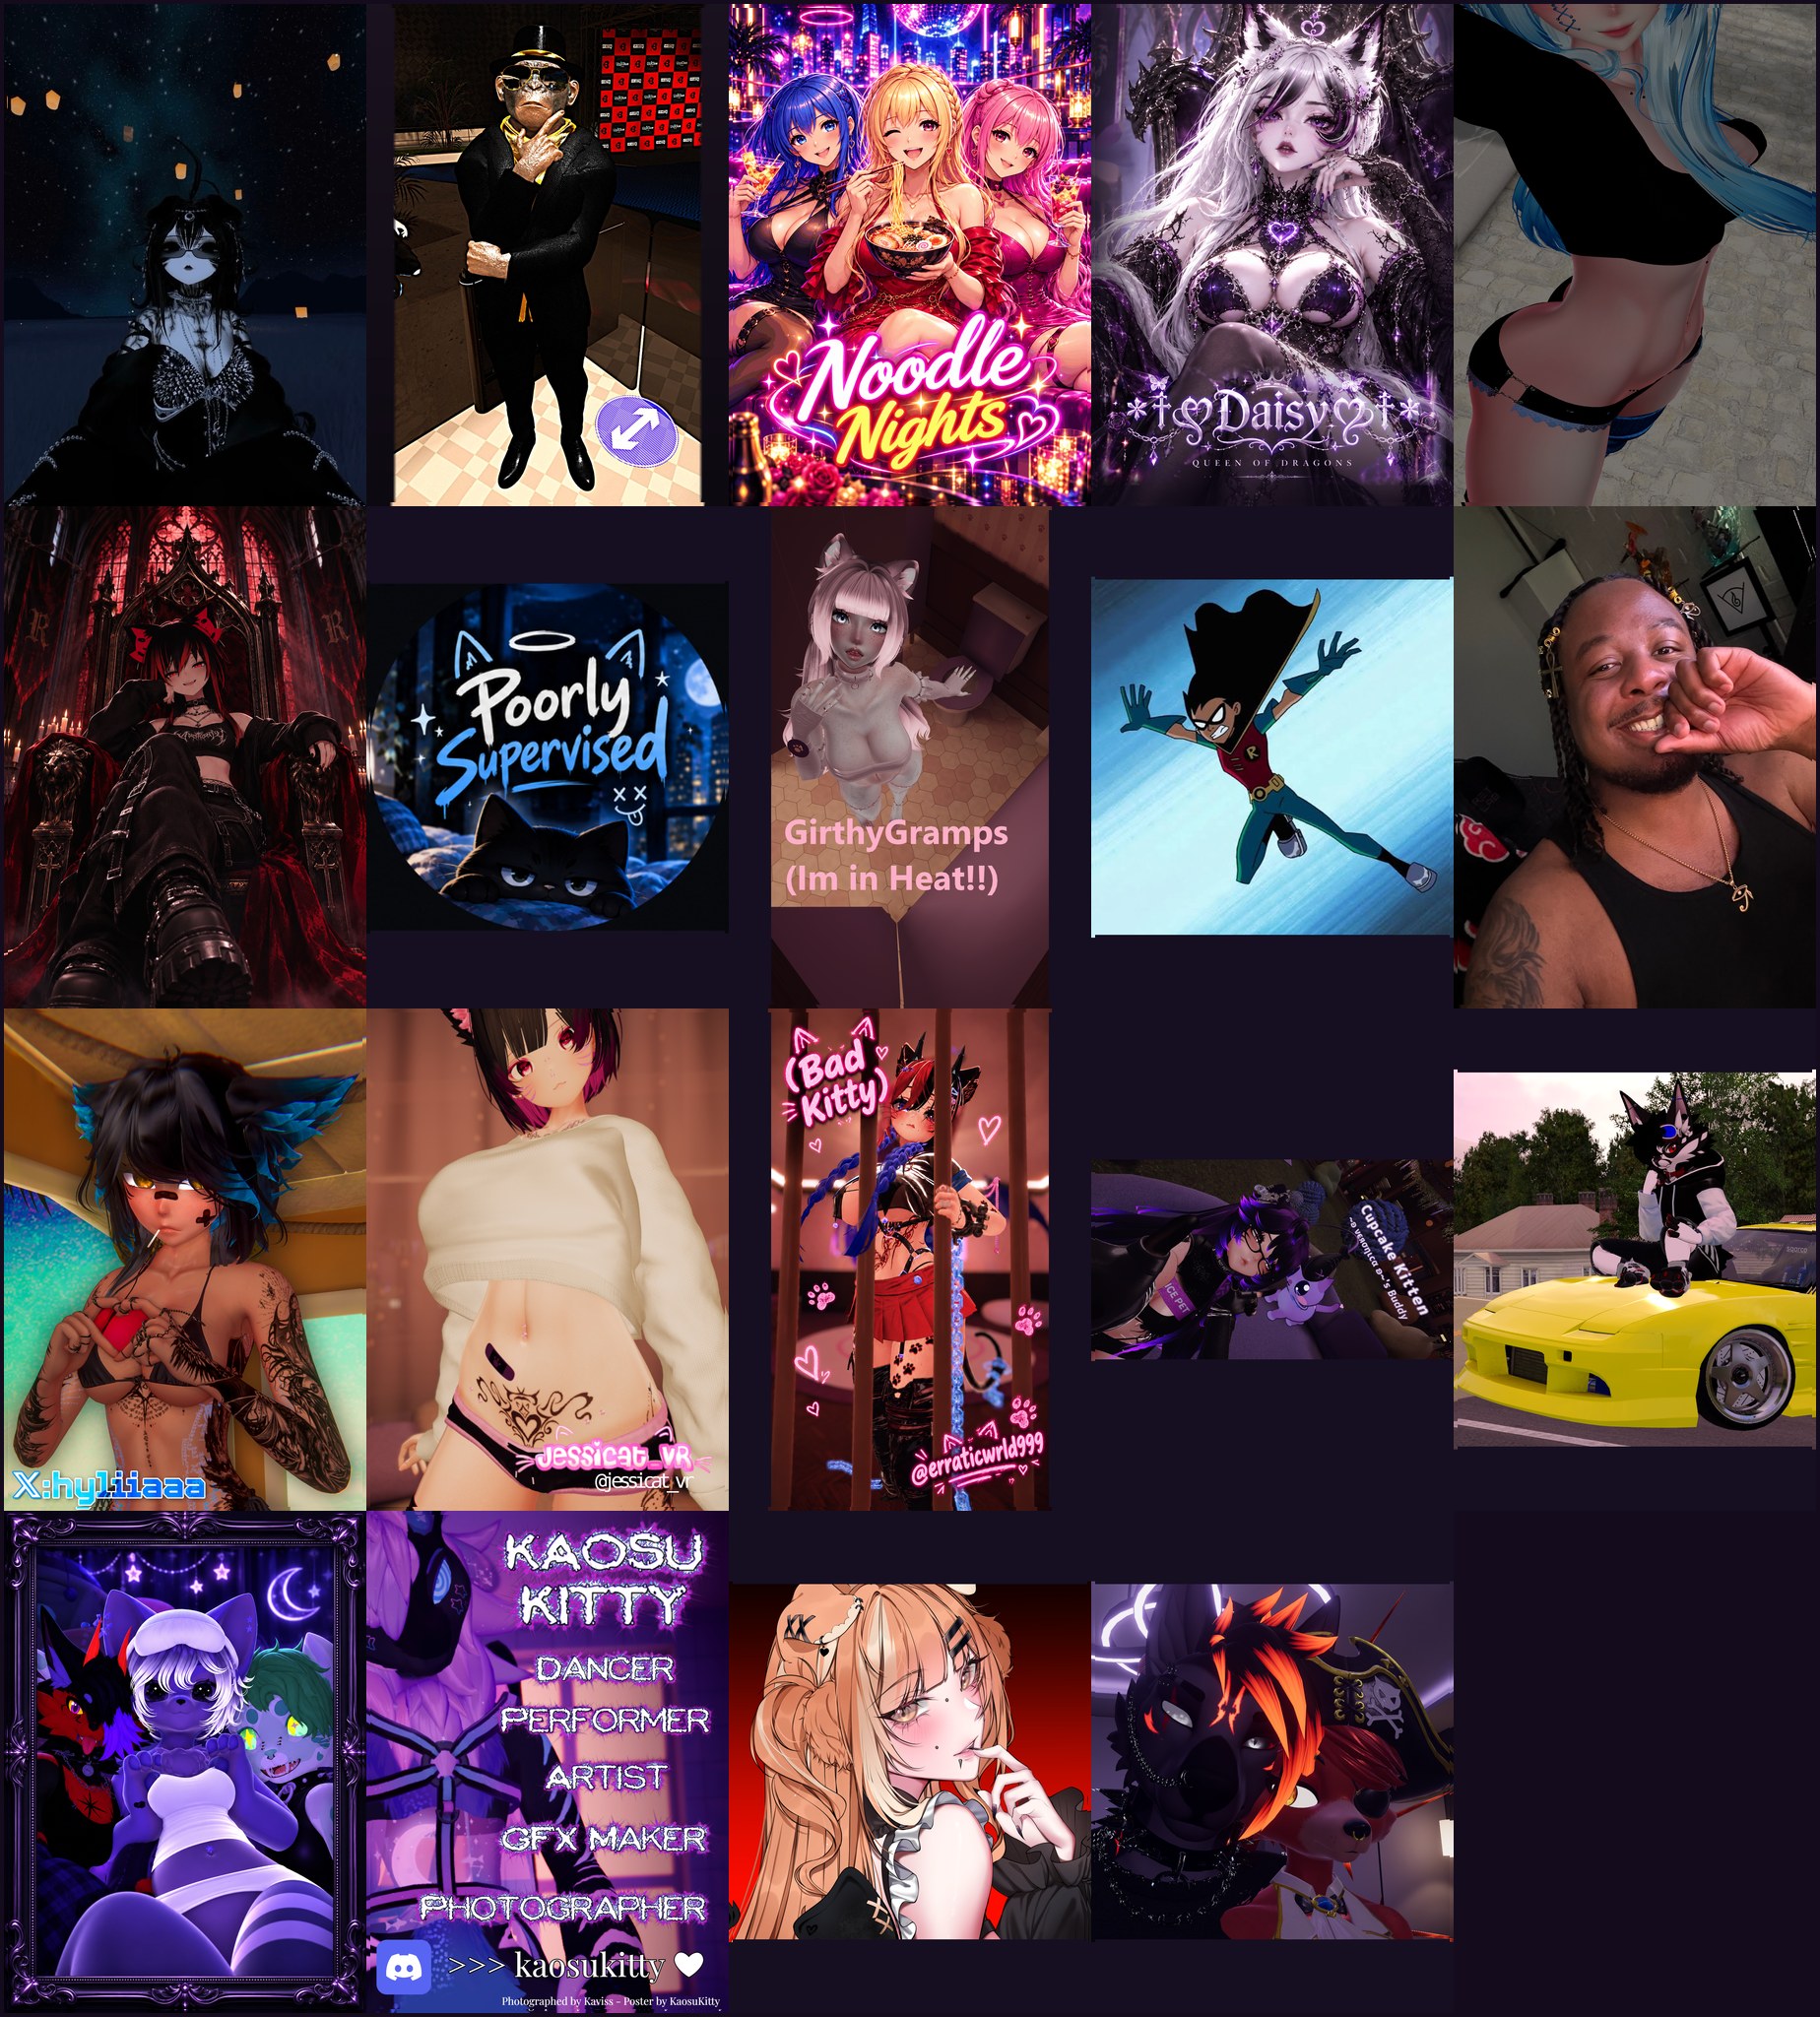 Noodle
Nights
*†♡Daisy♡†*
QUEEN OF DRAGONS
R
R
Poorly
Supervised
GirthyGramps
(Im in Heat!!)
R
(Bad
Kitty)
@erraticwrld999
Cupcake Kitten
X:hyliiaaa
Jessicat_VR
@jessicat_vr
KAOSU
KITTY
DANCER
PERFORMER
ARTIST
GFX MAKER
PHOTOGRAPHER
>>> kaosukitty 🤍
Photographed by Kaviss - Poster by KaosuKitty